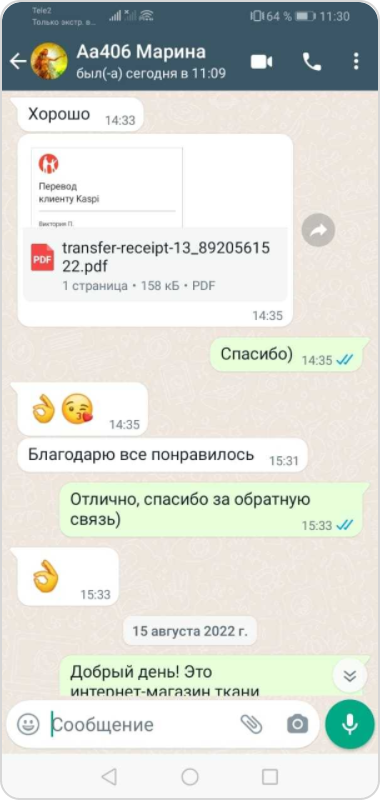 Tele2
Только экстр. в...
64 % 11:30
Аа406 Марина
был(-а) сегодня в 11:09
Хорошо 14:33
Перевод
клиенту Kaspi
Виктория П.
PDF
transfer-receipt-13_89205615
22.pdf
1 страница • 158 кБ • PDF
14:35
Спасибо) 14:35
14:35
Благодарю все понравилось 15:31
Отлично, спасибо за обратную
связь) 15:33
15:33
15 августа 2022 г.
Добрый день! Это
интернет-магазин ткани
Сообщение